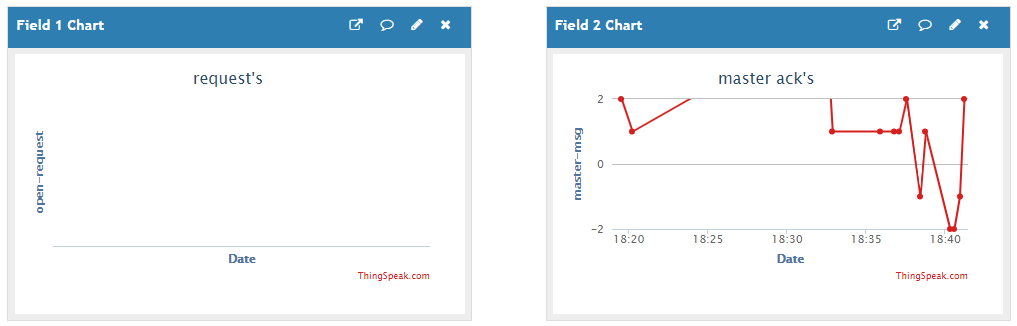 Field 1 Chart
request's
open-request
Date
ThingSpeak.com
Field 2 Chart
master ack's
master-msg
2
0
-2
18:20 18:25 18:30 18:35 18:40
Date
ThingSpeak.com